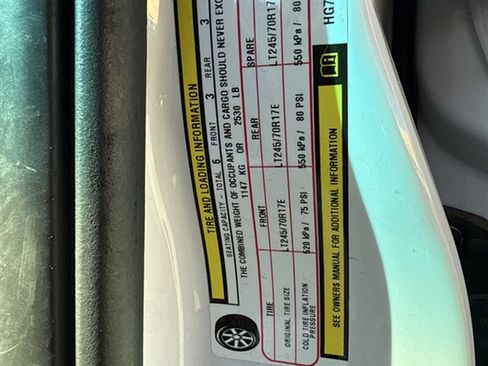 TIRE AND LOADING INFORMATION
SEATING CAPACITY - TOTAL 6 FRONT 3 REAR 3
THE COMBINED WEIGHT OF OCCUPANTS AND CARGO SHOULD NEVER EXC
1147 KG OR 2530 LB
TIRE FRONT REAR SPARE
ORIGINAL TIRE SIZE LT245/70R17E LT245/70R17E LT245/70R17
COLD TIRE INFLATION PRESSURE 520 kPa / 75 PSI 550 kPa / 80 PSI 550 kPa / 80
SEE OWNERS MANUAL FOR ADDITIONAL INFORMATION
HG7